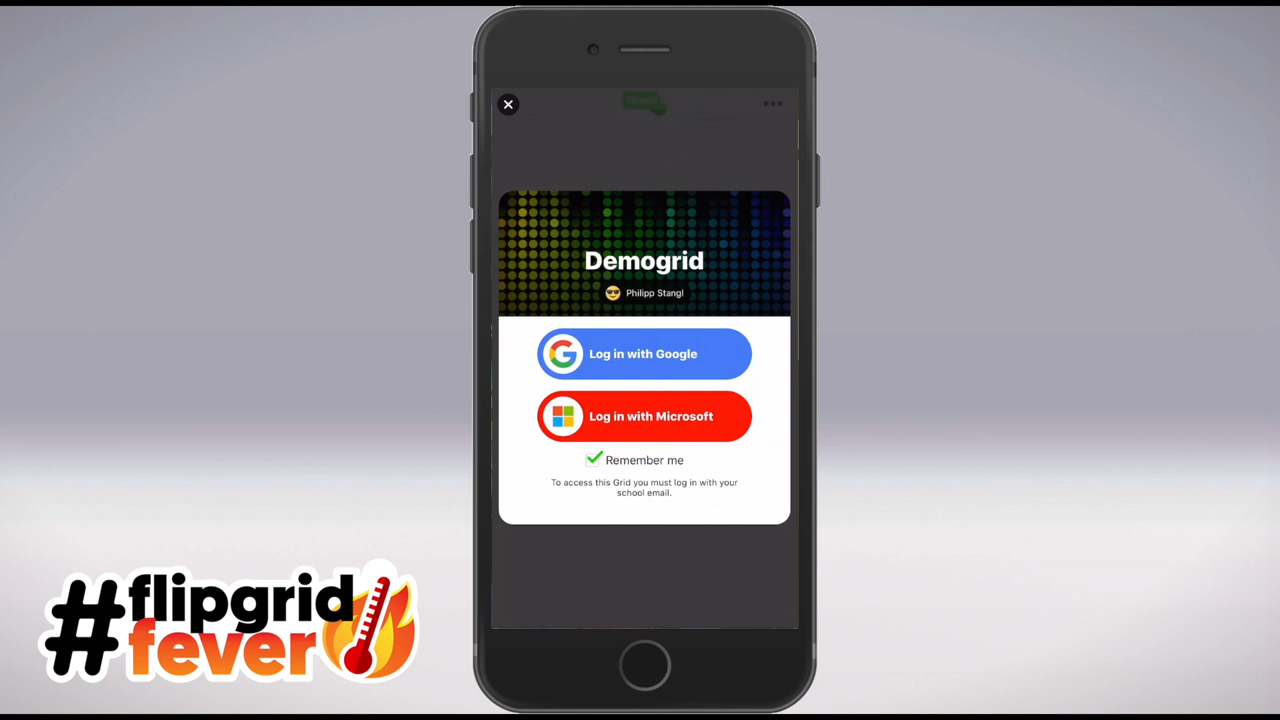 Demogrid
Philipp Stangl
Log in with Google
Log in with Microsoft
Remember me
To access this Grid you must log in with your
school email.
#flipgrid
fever